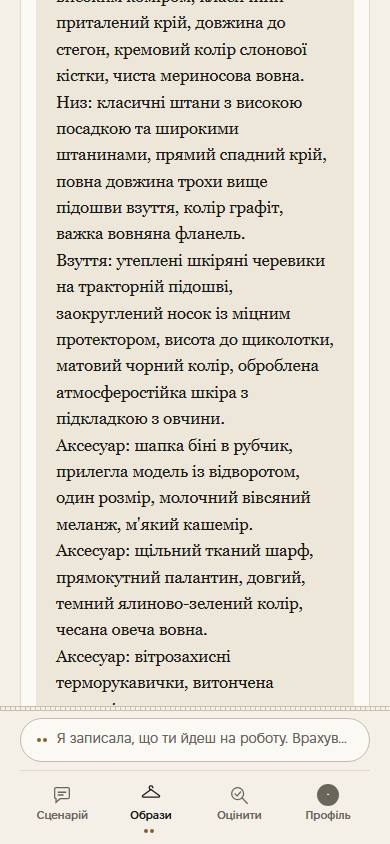 приталений крій, довжина до
стегон, кремовий колір слонової
кістки, чиста мериносова вовна.
Низ: класичні штани з високою
посадкою та широкими
штанинами, прямий спадний крій,
повна довжина трохи вище
підошви взуття, колір графіт,
важка вовняна фланель.
Взуття: утеплені шкіряні черевики
на тракторній підошві,
заокруглений носок із міцним
протектором, висота до щиколотки,
матовий чорний колір, оброблена
атмосферостійка шкіра з
підкладкою з овчини.
Аксесуар: шапка біні в рубчик,
прилегла модель із відворотом,
один розмір, молочний вівсяний
меланж, м'який кашемір.
Аксесуар: щільний тканий шарф,
прямокутний палантин, довгий,
темний ялиново-зелений колір,
чесана овеча вовна.
Аксесуар: вітрозахисні
терморукавички, витончена
Я записала, що ти йдеш на роботу. Врахув...
Сценарій
Образи
Оцінити
Профіль